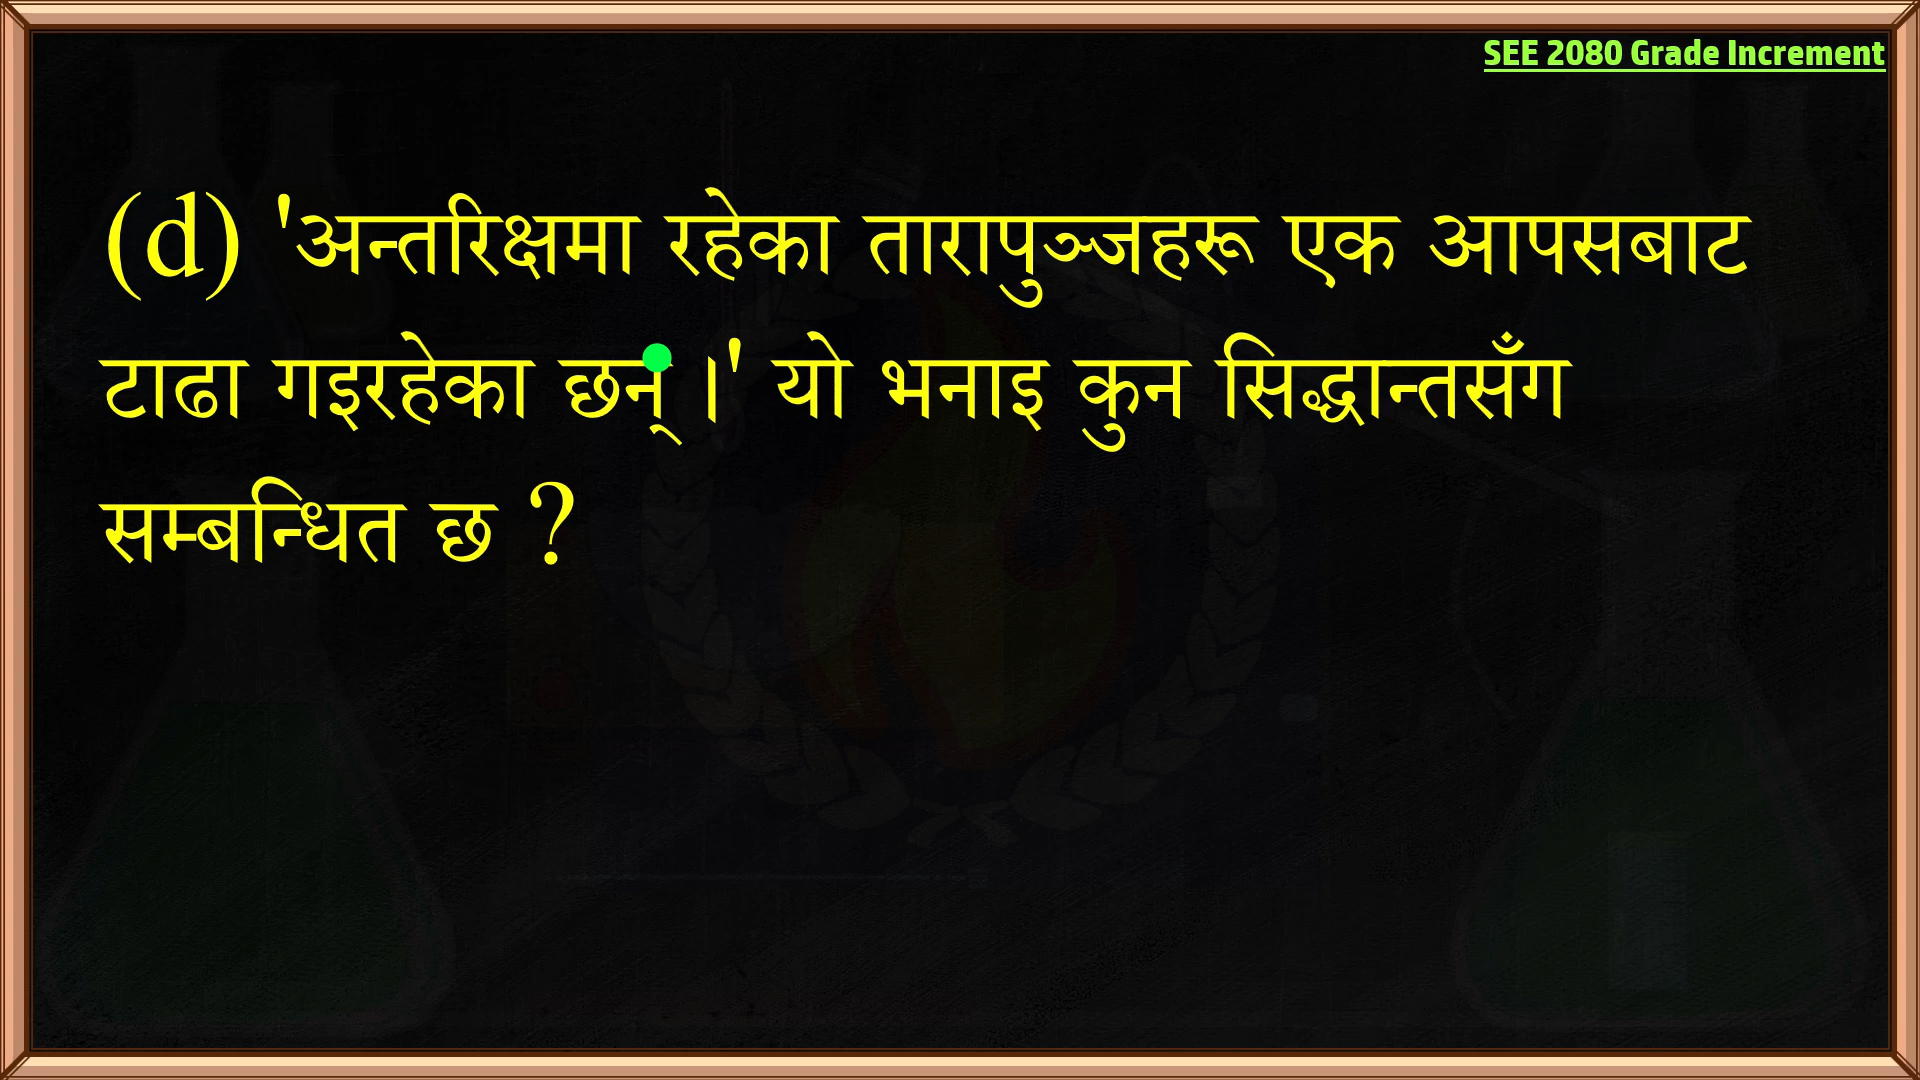 SEE 2080 Grade Increment
(d) 'अन्तरिक्षमा रहेका तारापुञ्जहरू एक आपसबाट
टाढा गइरहेका छन् ।' यो भनाइ कुन सिद्धान्तसँग
सम्बन्धित छ ?